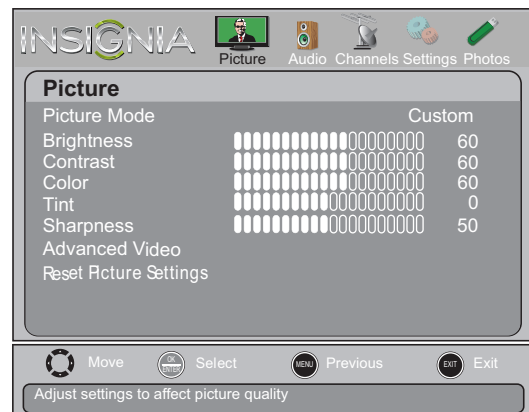 INSIGNIA
Picture Audio Channels Settings Photos
Picture
Picture Mode Custom
Brightness 60
Contrast 60
Color 60
Tint 0
Sharpness 50
Advanced Video
Reset Picture Settings
Move OK ENTER Select MENU Previous EXIT Exit
Adjust settings to affect picture quality